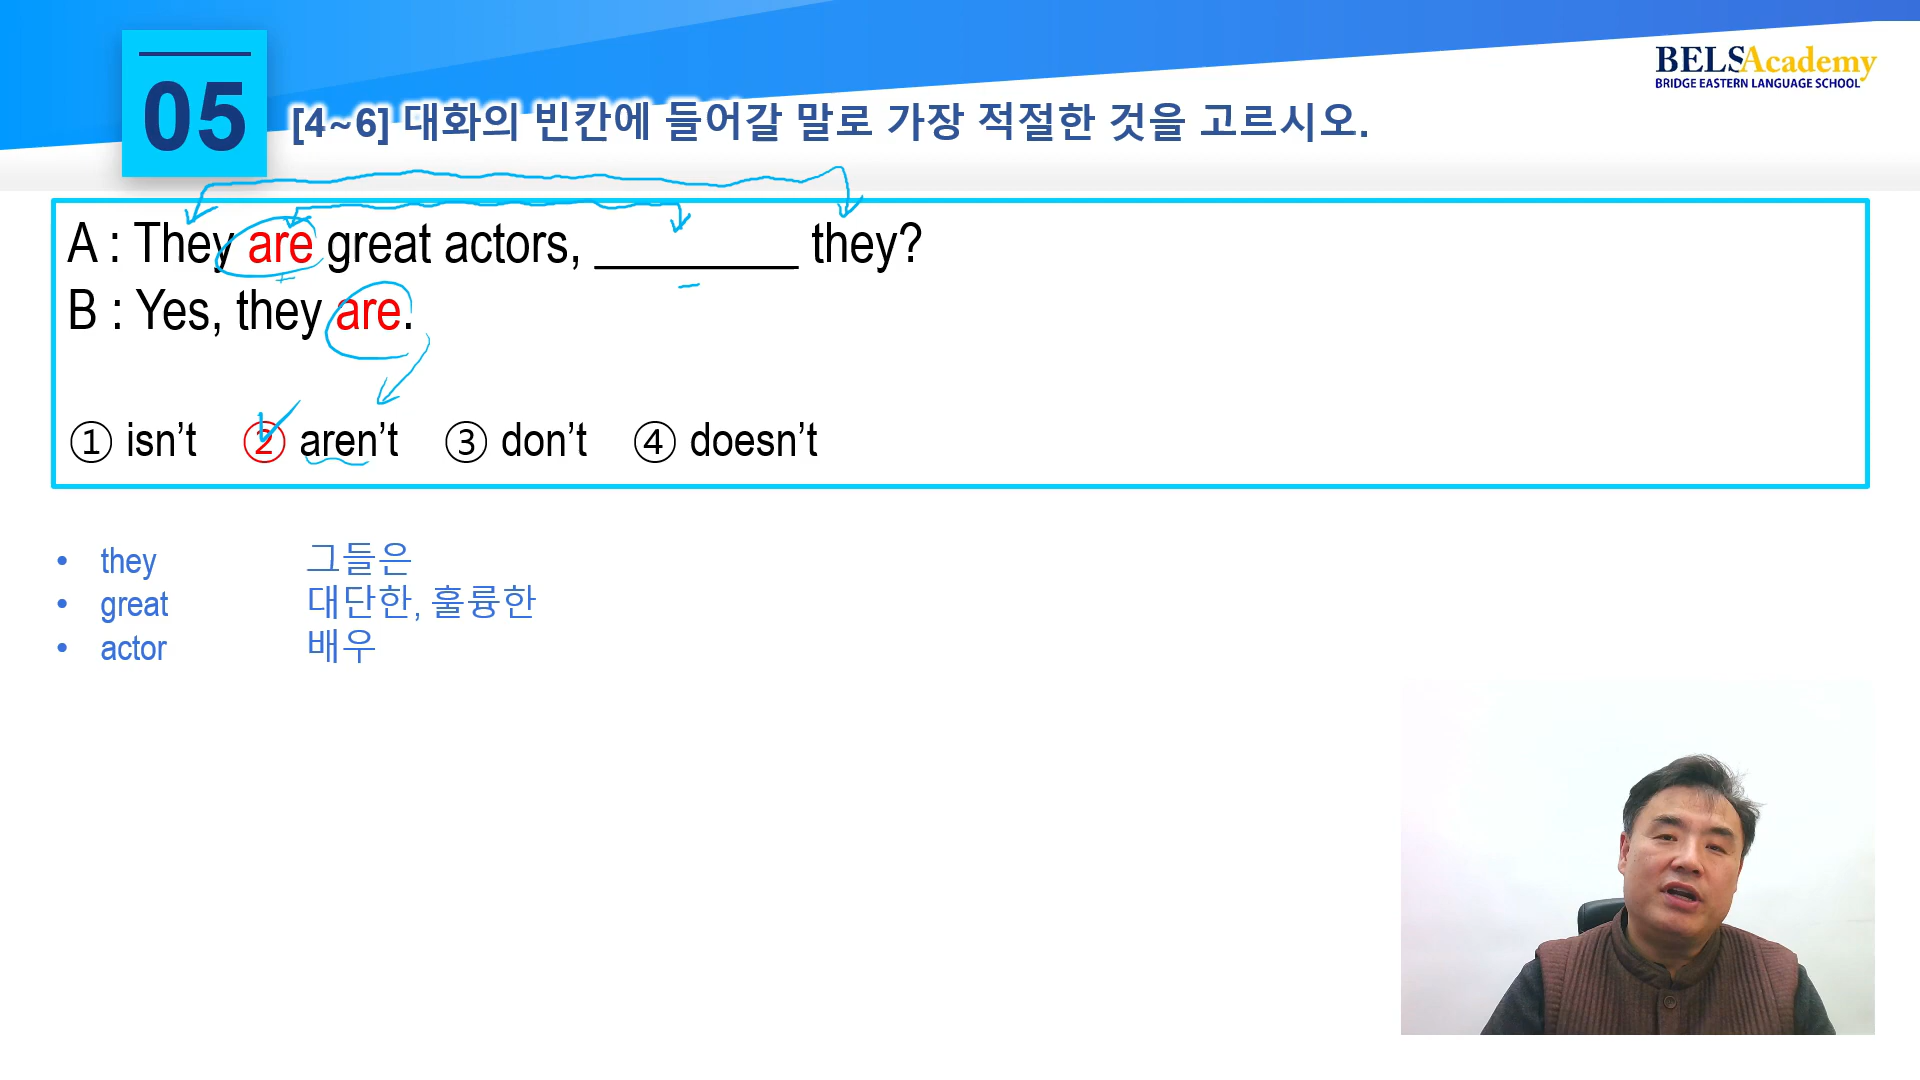 BELSAcademy
BRIDGE EASTERN LANGUAGE SCHOOL
05
[4~6] 대화의 빈칸에 들어갈 말로 가장 적절한 것을 고르시오.
A : They are great actors, ________ they?
B : Yes, they are.
① isn’t ② aren’t ③ don’t ④ doesn’t
• they 그들은
• great 대단한, 훌륭한
• actor 배우